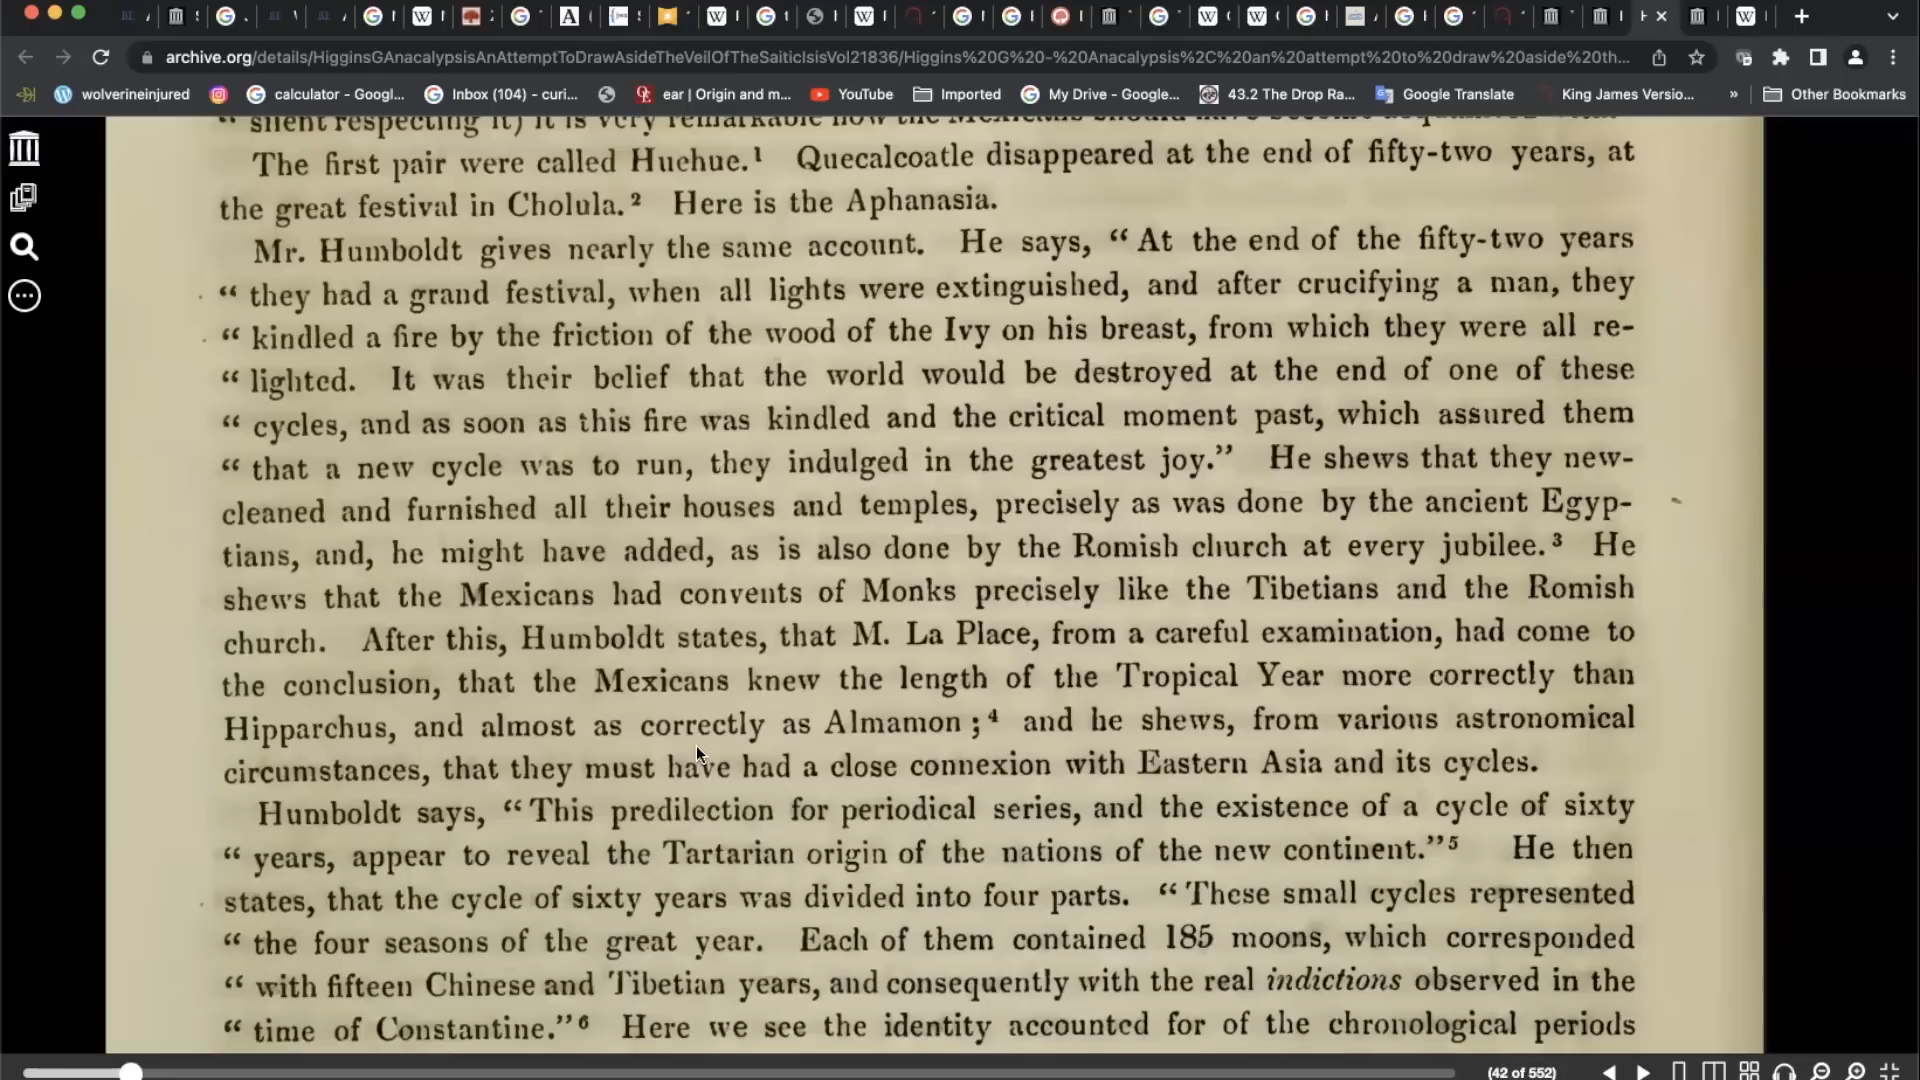 archive.org/details/HigginsGAnacalypsisAnAttemptToDrawAsideTheVeilOfTheSaiticIsisVol21836/Higgins%20G%20-%20Anacalypsis%2C%20an%20attempt%20to%20draw%20aside%20th...
wolverineinjured calculator - Googl... Inbox (104) - curi... ear | Origin and m... YouTube Imported My Drive - Google... 43.2 The Drop Ra... Google Translate King James Versio... » Other Bookmarks
“ silent respecting it) it is very remarkable how the Mexicans should have become
The first pair were called Huehue.¹ Quecalcoatle disappeared at the end of fifty-two years, at
the great festival in Cholula.² Here is the Aphanasia.
Mr. Humboldt gives nearly the same account. He says, “At the end of the fifty-two years
“ they had a grand festival, when all lights were extinguished, and after crucifying a man, they
“ kindled a fire by the friction of the wood of the Ivy on his breast, from which they were all re-
“ lighted. It was their belief that the world would be destroyed at the end of one of these
“ cycles, and as soon as this fire was kindled and the critical moment past, which assured them
“ that a new cycle was to run, they indulged in the greatest joy.” He shews that they new-
cleaned and furnished all their houses and temples, precisely as was done by the ancient Egyp-
tians, and, he might have added, as is also done by the Romish church at every jubilee.³ He
shews that the Mexicans had convents of Monks precisely like the Tibetians and the Romish
church. After this, Humboldt states, that M. La Place, from a careful examination, had come to
the conclusion, that the Mexicans knew the length of the Tropical Year more correctly than
Hipparchus, and almost as correctly as Almamon ;⁴ and he shews, from various astronomical
circumstances, that they must have had a close connexion with Eastern Asia and its cycles.
Humboldt says, “This predilection for periodical series, and the existence of a cycle of sixty
“ years, appear to reveal the Tartarian origin of the nations of the new continent.”⁵ He then
states, that the cycle of sixty years was divided into four parts. “These small cycles represented
“ the four seasons of the great year. Each of them contained 185 moons, which corresponded
“ with fifteen Chinese and Tibetian years, and consequently with the real indictions observed in the
“ time of Constantine.”⁶ Here we see the identity accounted for of the chronological periods
(42 of 552)